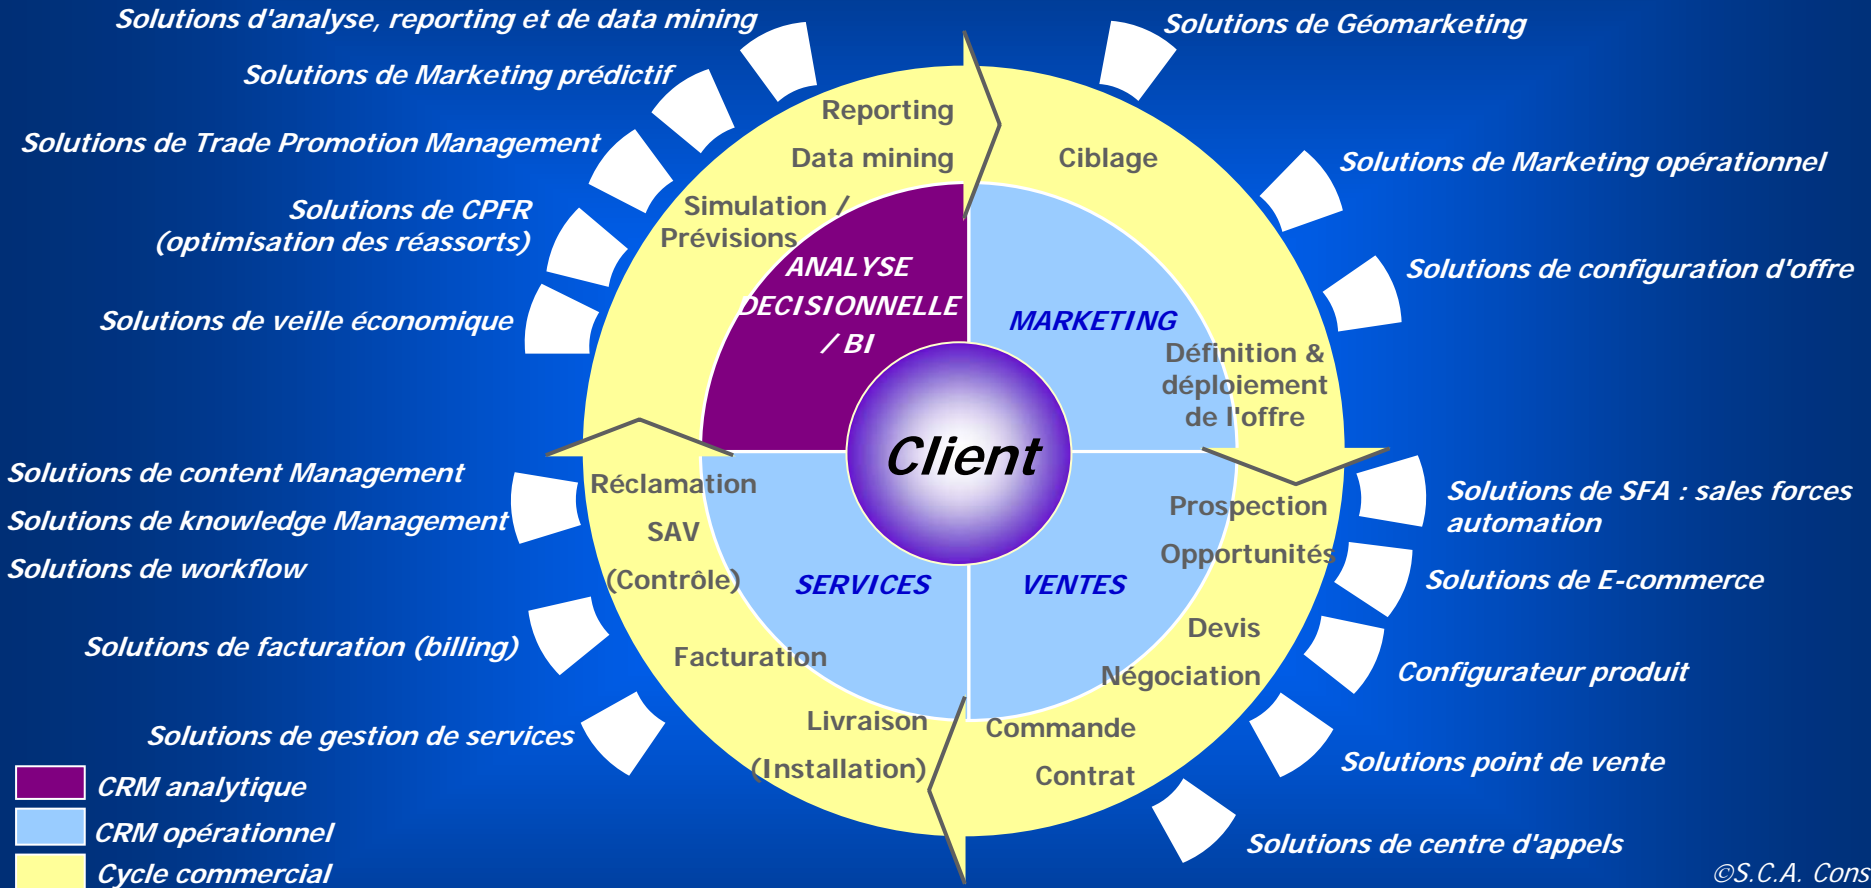 Solutions d'analyse, reporting et de data mining
Solutions de Marketing prédictif
Solutions de Trade Promotion Management
Solutions de CPFR
(optimisation des réassorts)
Solutions de veille économique
Solutions de content Management
Solutions de knowledge Management
Solutions de workflow
Solutions de facturation (billing)
Solutions de gestion de services
CRM analytique
CRM opérationnel
Cycle commercial
Reporting
Data mining
Simulation /
Prévisions
ANALYSE
DECISIONNELLE
/ BI
Réclamation
SAV
(Contrôle)
SERVICES
Facturation
Livraison
(Installation)
Client
Ciblage
MARKETING
Définition &
déploiement
de l'offre
Prospection
Opportunités
VENTES
Devis
Négociation
Commande
Contrat
Solutions de Géomarketing
Solutions de Marketing opérationnel
Solutions de configuration d'offre
Solutions de SFA : sales forces
automation
Solutions de E-commerce
Configurateur produit
Solutions point de vente
Solutions de centre d'appels
©S.C.A. Cons